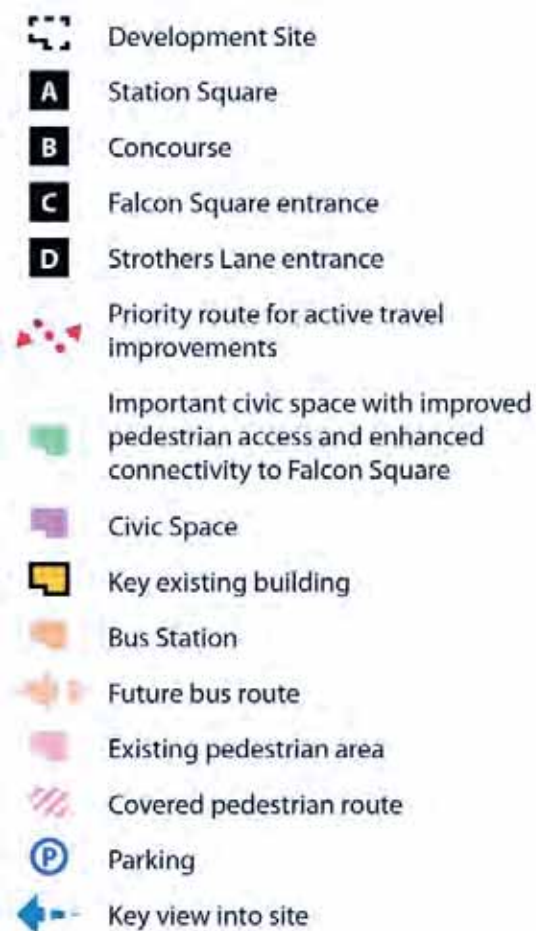 Development Site
A Station Square
B Concourse
C Falcon Square entrance
D Strothers Lane entrance
Priority route for active travel
improvements
Important civic space with improved
pedestrian access and enhanced
connectivity to Falcon Square
Civic Space
Key existing building
Bus Station
Future bus route
Existing pedestrian area
Covered pedestrian route
P Parking
Key view into site